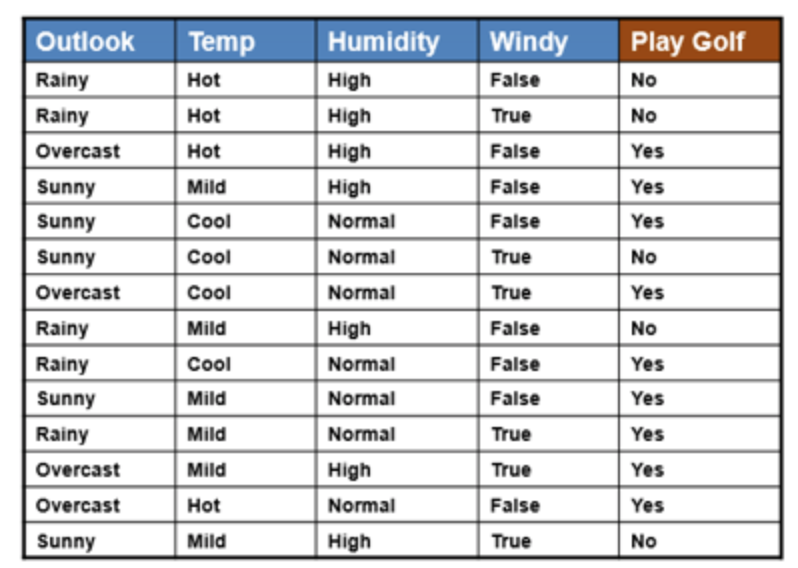 Outlook Temp Humidity Windy Play Golf
Rainy Hot High False No
Rainy Hot High True No
Overcast Hot High False Yes
Sunny Mild High False Yes
Sunny Cool Normal False Yes
Sunny Cool Normal True No
Overcast Cool Normal True Yes
Rainy Mild High False No
Rainy Cool Normal False Yes
Sunny Mild Normal False Yes
Rainy Mild Normal True Yes
Overcast Mild High True Yes
Overcast Hot Normal False Yes
Sunny Mild High True No